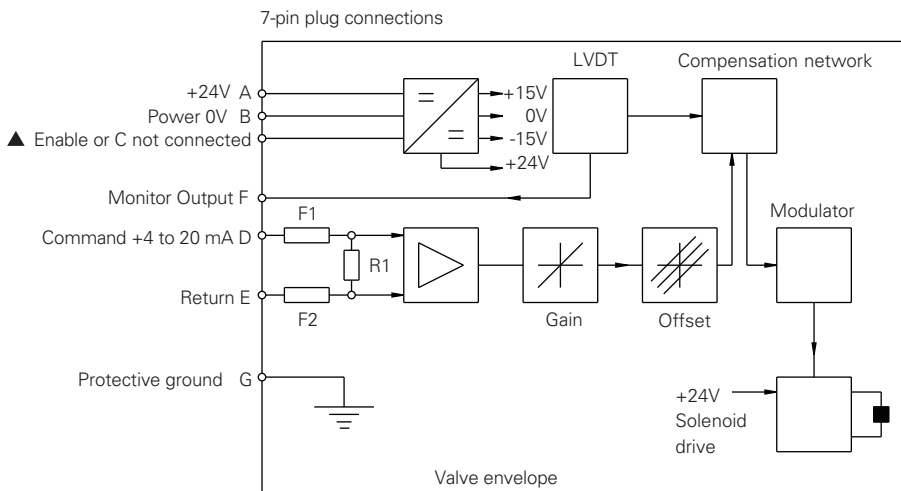 7-pin plug connections
LVDT
Compensation network
+24V A
+15V
Power 0V B
0V
▲ Enable or C not connected
-15V
+24V
Monitor Output F
F1
Modulator
Command +4 to 20 mA D
R1
Return E
F2
Gain
Offset
Protective ground G
+24V
Solenoid
drive
Valve envelope